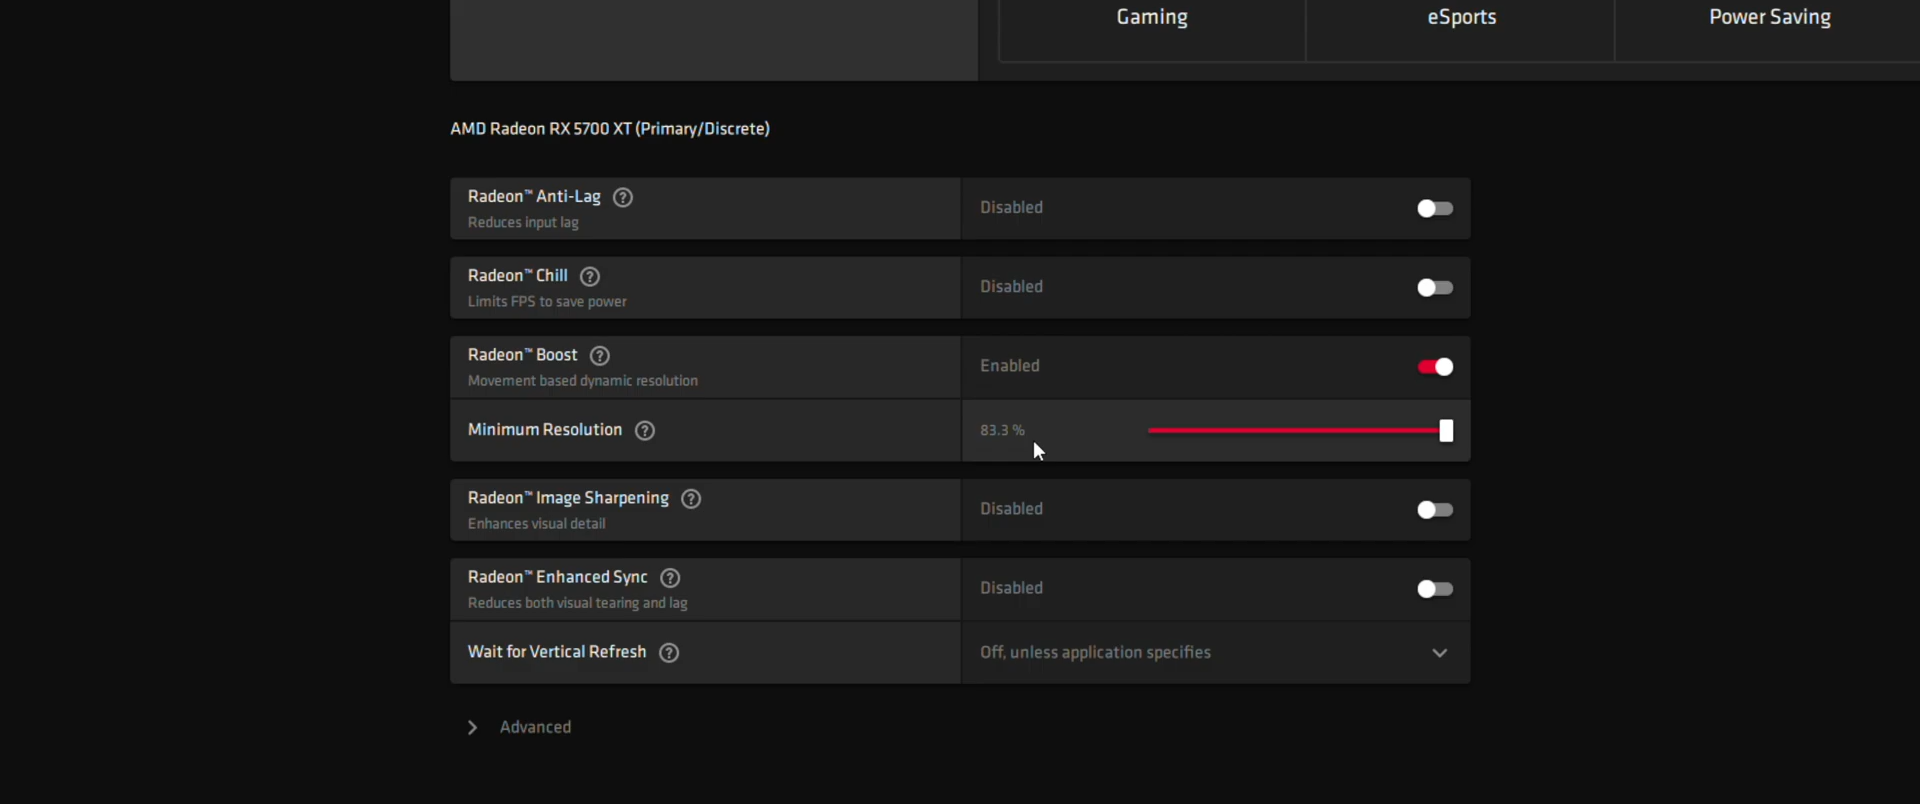 Gaming
eSports
Power Saving
AMD Radeon RX 5700 XT (Primary/Discrete)
Radeon™ Anti-Lag ?
Reduces input lag
Disabled
Radeon™ Chill ?
Limits FPS to save power
Disabled
Radeon™ Boost ?
Movement based dynamic resolution
Enabled
Minimum Resolution ?
83.3 %
Radeon™ Image Sharpening ?
Enhances visual detail
Disabled
Radeon™ Enhanced Sync ?
Reduces both visual tearing and lag
Disabled
Wait for Vertical Refresh ?
Off, unless application specifies
Advanced